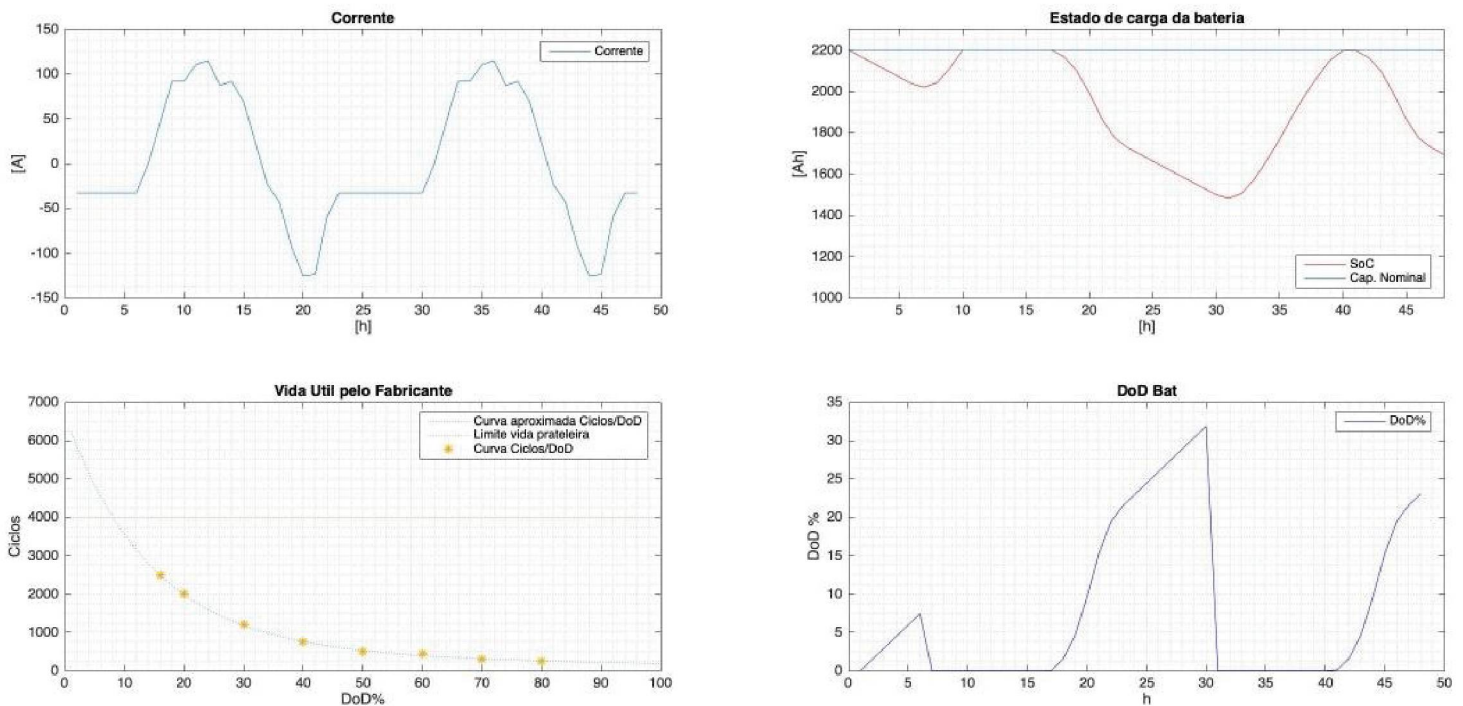 Corrente
150
100
50
0
-50
-100
-150
[A]
0 5 10 15 20 25 30 35 40 45 50
[h]
Corrente
Estado de carga da bateria
2200
2000
1800
1600
1400
1200
1000
[Ah]
5 10 15 20 25 30 35 40 45
[h]
SoC
Cap. Nominal
Vida Util pelo Fabricante
7000
6000
5000
4000
3000
2000
1000
0
Ciclos
0 10 20 30 40 50 60 70 80 90 100
DoD%
Curva aproximada Ciclos/DoD
Limite vida prateleira
Curva Ciclos/DoD
DoD Bat
35
30
25
20
15
10
5
0
DoD %
0 5 10 15 20 25 30 35 40 45 50
h
DoD%